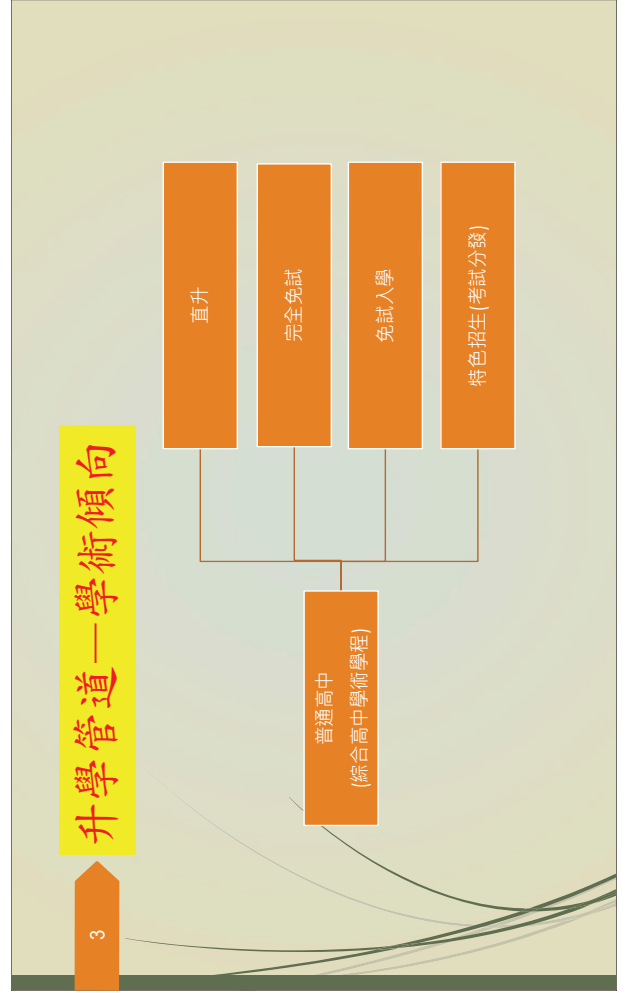 3
升學管道—學術傾向
普通高中
(綜合高中學術學程)
直升
完全免試
免試入學
特色招生(考試分發)